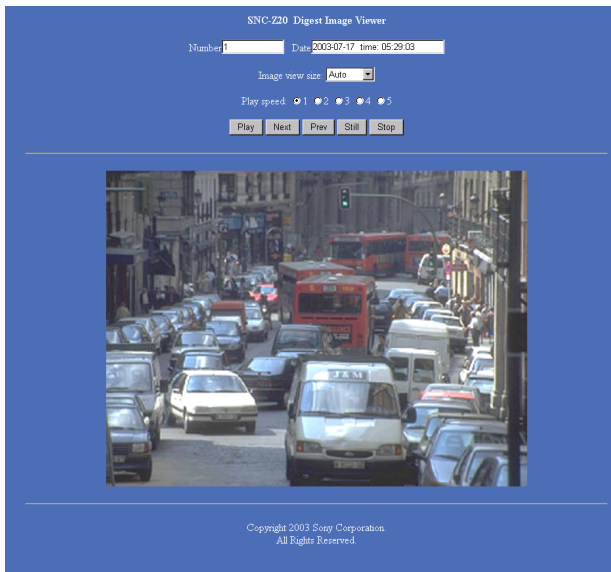 SNC-Z20 Digest Image Viewer
Number 1 Date 2003-07-17 time: 05:29:03
Image view size: Auto
Play speed: 1 2 3 4 5
Play Next Prev Still Stop
J & M
Copyright 2003 Sony Corporation.
All Rights Reserved.